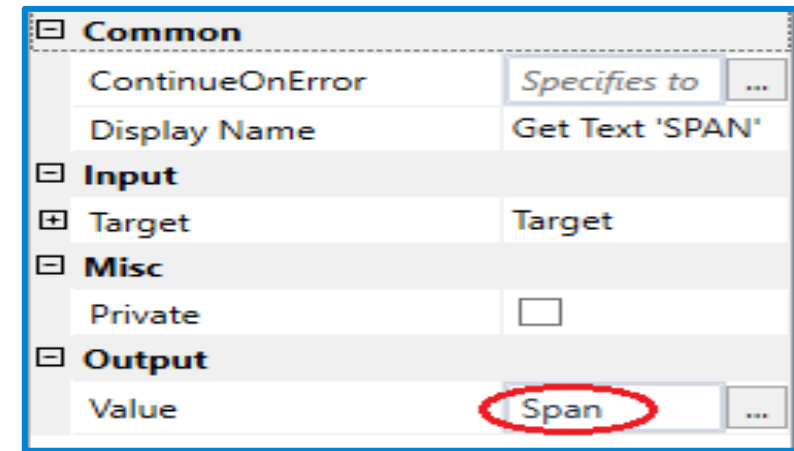 Common
ContinueOnError Specifies to ...
Display Name Get Text 'SPAN'
Input
Target Target
Misc
Private
Output
Value Span ...